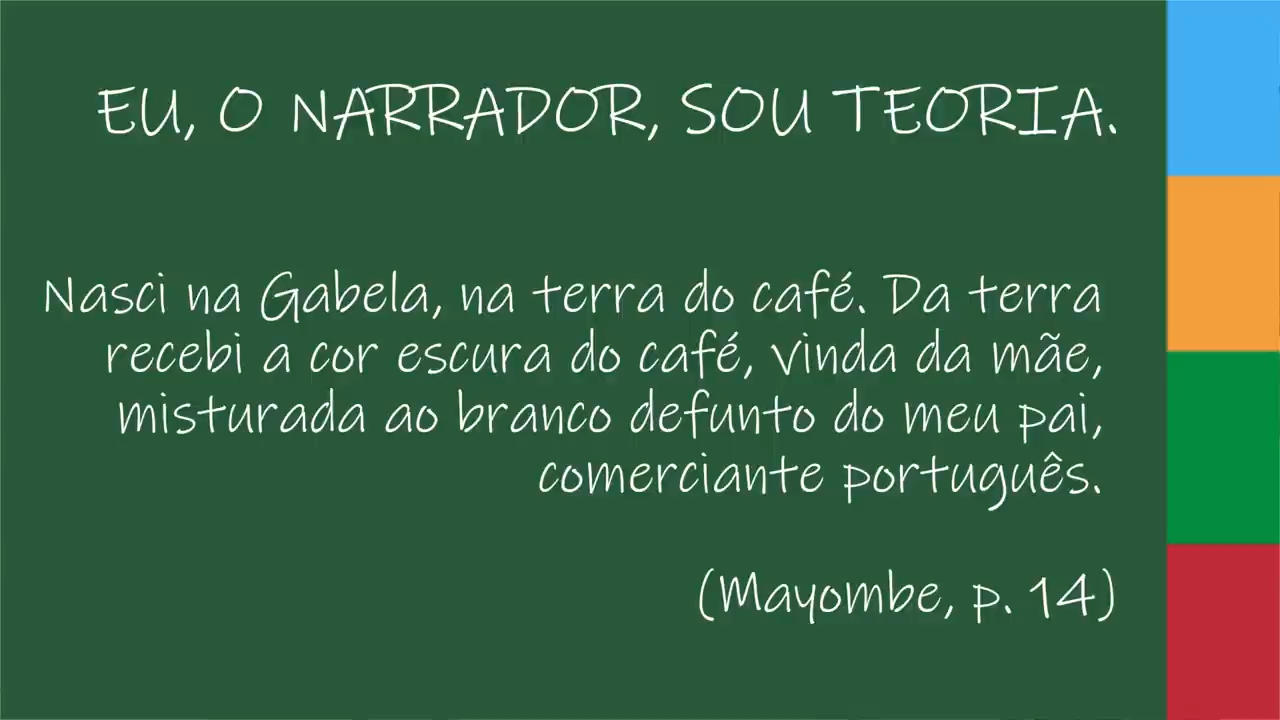 EU, O NARRADOR, SOU TEORIA.
Nasci na Gabela, na terra do café. Da terra
recebi a cor escura do café, vinda da mãe,
misturada ao branco defunto do meu pai,
comerciante português.
(Mayombe, p. 14)